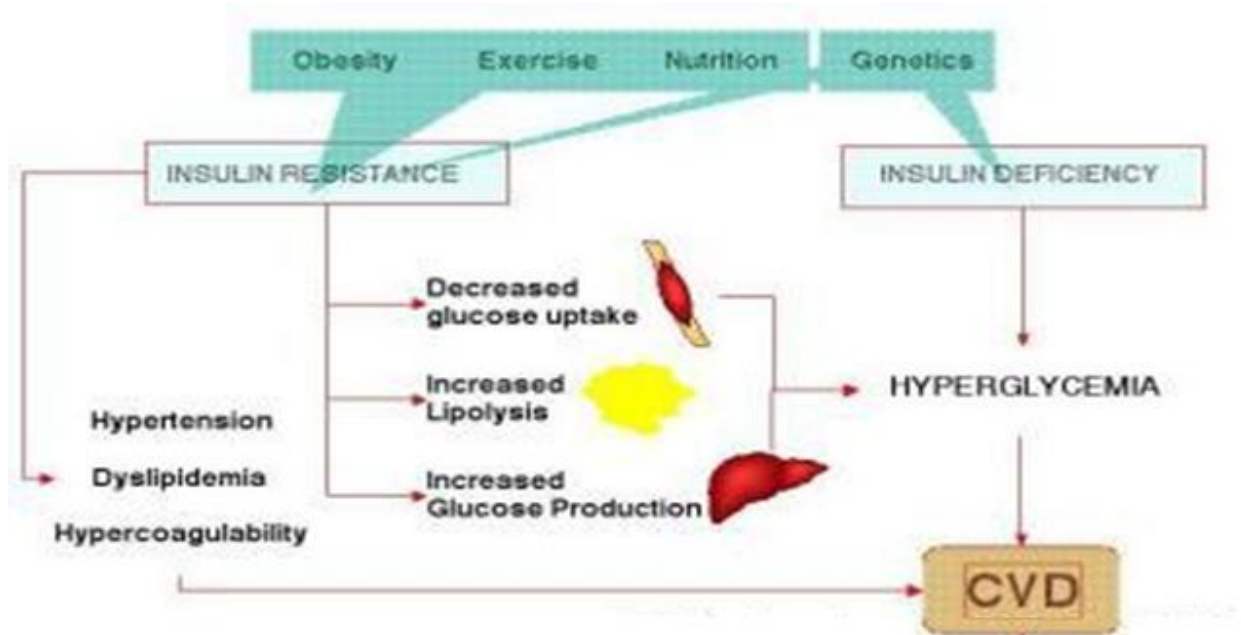 Obesity Exercise Nutrition Genetics
INSULIN RESISTANCE
INSULIN DEFICIENCY
Decreased
glucose uptake
Increased
Lipolysis
HYPERGLYCEMIA
Hypertension
Dyslipidemia
Hypercoagulability
Increased
Glucose Production
CVD